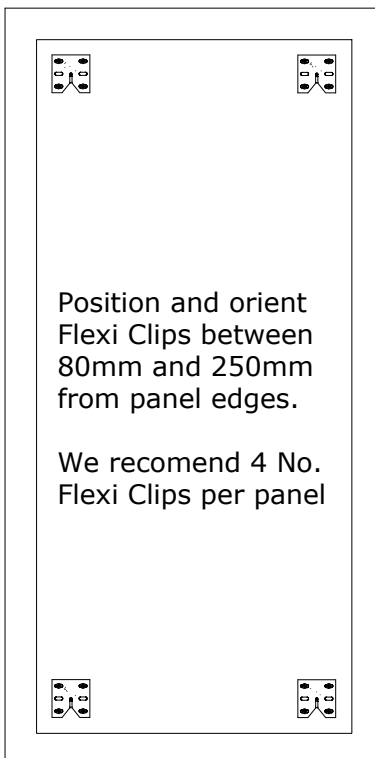 Position and orient
Flexi Clips between
80mm and 250mm
from panel edges.
We recomend 4 No.
Flexi Clips per panel